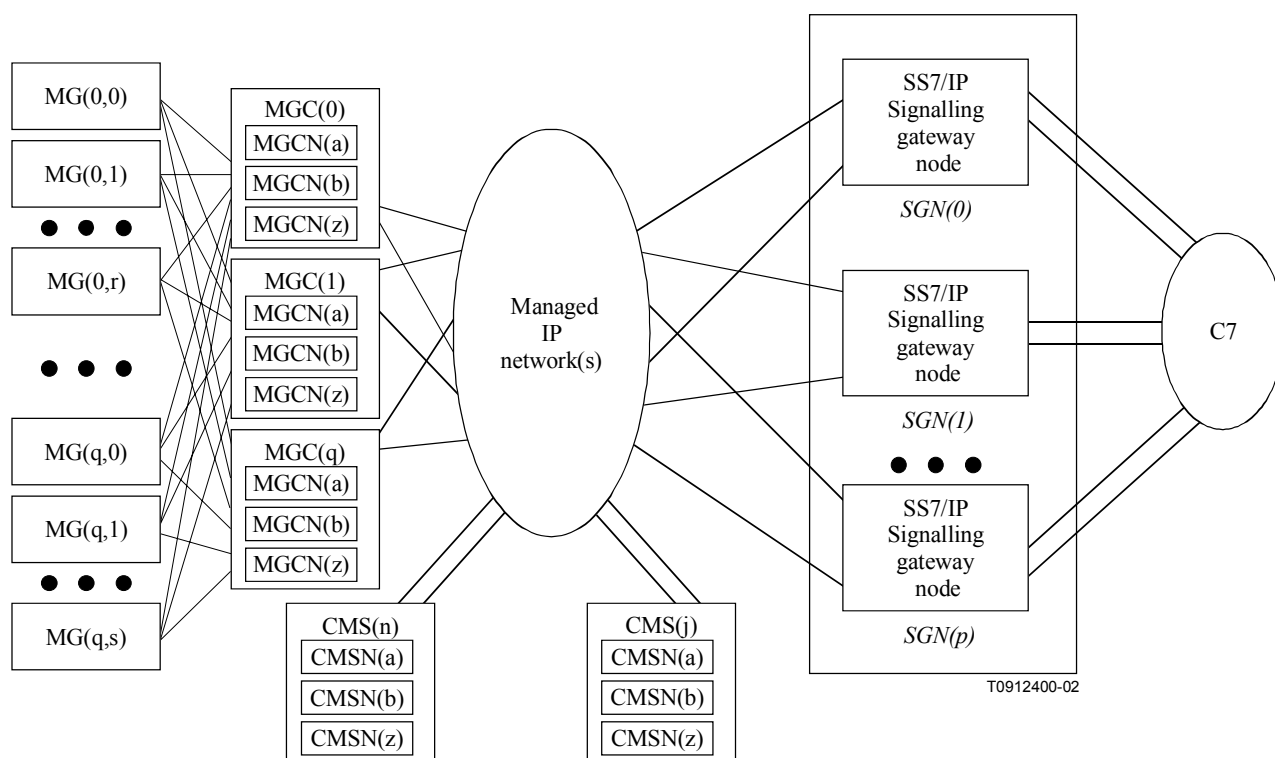 MG(0,0)
MG(0,1)
MG(0,r)
MG(q,0)
MG(q,1)
MG(q,s)
MGC(0)
MGCN(a)
MGCN(b)
MGCN(z)
MGC(1)
MGCN(a)
MGCN(b)
MGCN(z)
MGC(q)
MGCN(a)
MGCN(b)
MGCN(z)
Managed
IP
network(s)
CMS(n)
CMSN(a)
CMSN(b)
CMSN(z)
CMS(j)
CMSN(a)
CMSN(b)
CMSN(z)
SS7/IP
Signalling
gateway
node
SGN(0)
SS7/IP
Signalling
gateway
node
SGN(1)
SS7/IP
Signalling
gateway
node
SGN(p)
C7
T0912400-02